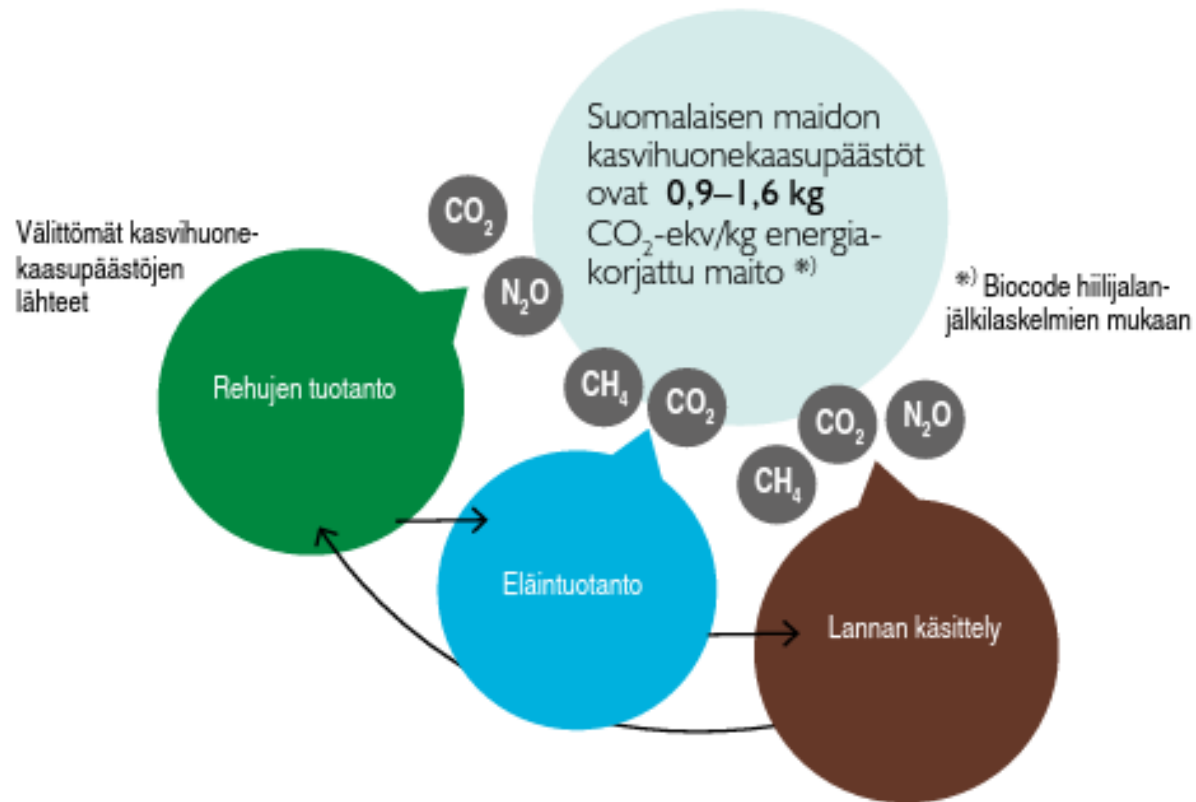 Suomalaisen maidon
kasvihuonekaasupäästöt
ovat 0,9–1,6 kg
CO₂-ekv/kg energia-
korjattu maito *)
*) Biocode hiilijalan-
jälkilaskelmien mukaan
Välittömät kasvihuone-
kaasupäästöjen
lähteet
CO₂
N₂O
Rehujen tuotanto
CH₄
CO₂
Eläintuotanto
CH₄
CO₂
N₂O
Lannan käsittely